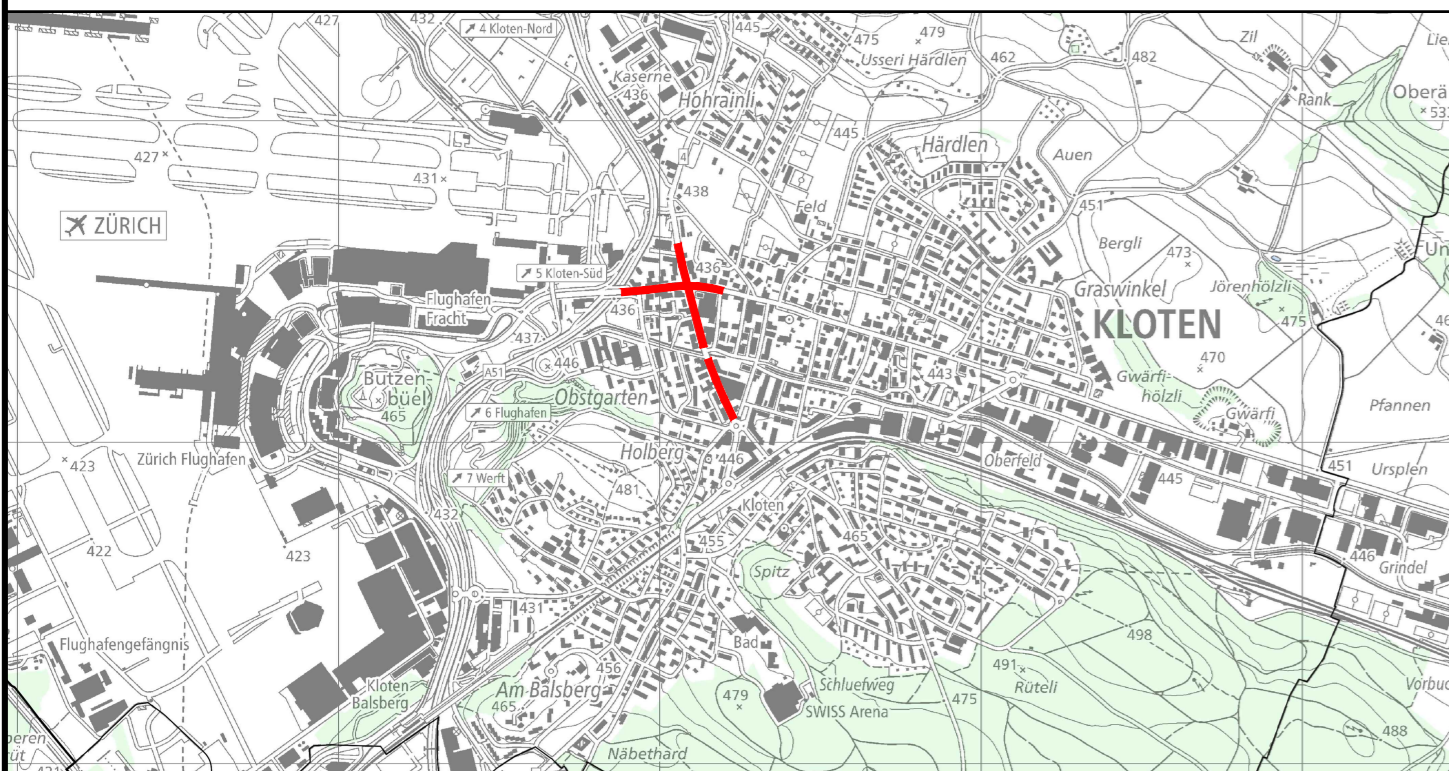 427
432
4 Kloten-Nord
445
475
479
Usseri Härdlen
462
482
Zil
Kaserne
436
Hohrainli
Rank
Oberä
427
431
4
445
Härdlen
Auen
438
Feld
451
ZÜRICH
Bergli
473
5 Kloten-Süd
436
Graswinkel
Jörenhölzli
Flughafen
Fracht
436
437
KLOTEN
475
446
A51
443
470
Butzen-
büel
465
Obstgarten
Gwärfi-
hölzli
Pfannen
6 Flughafen
Gwärfi
423
Zürich Flughafen
Holberg
446
Oberfeld
445
451
Ursplen
7 Werft
481
Kloten
432
422
423
455
465
446
Grindel
Spitz
431
Flughafengefängnis
Bad
498
456
491
Rüteli
Kloten
Balsberg
Am Balsberg
465
479
Schluefweg
475
SWISS Arena
488
Näbethard